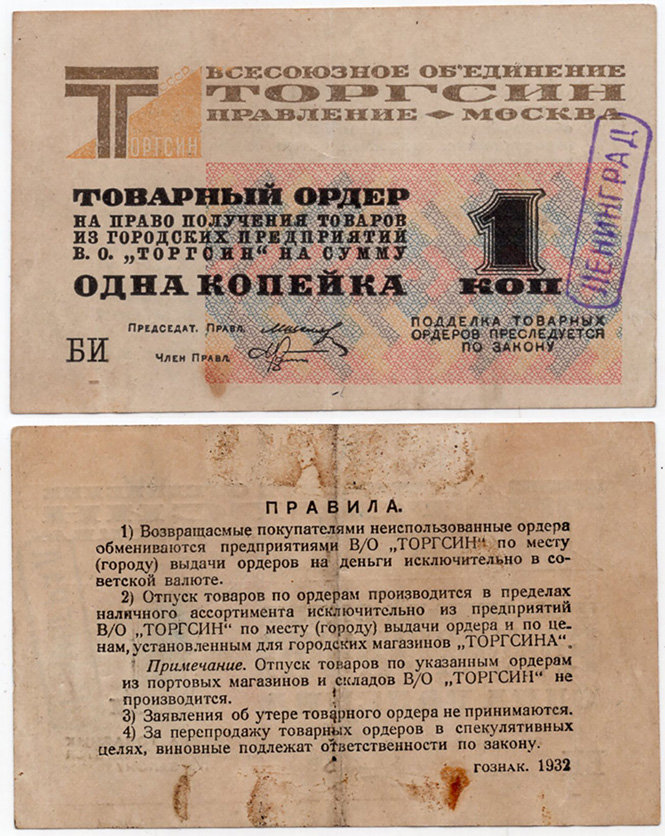 СССР
ТОРГСИН
ВСЕСОЮЗНОЕ ОБ'ЕДИНЕНИЕ
ТОРГСИН
ПРАВЛЕНИЕ МОСКВА
ТОВАРНЫЙ ОРДЕР
НА ПРАВО ПОЛУЧЕНИЯ ТОВАРОВ
ИЗ ГОРОДСКИХ ПРЕДПРИЯТИЙ
В. О. „ТОРГСИН" НА СУММУ
ОДНА КОПЕЙКА
1
КОП
ЛЕНИНГРАД
ПРЕДСЕДАТ. ПРАВЛ.
БИ
ЧЛЕН ПРАВЛ.
ПОДДЕЛКА ТОВАРНЫХ
ОРДЕРОВ ПРЕСЛЕДУЕТСЯ
ПО ЗАКОНУ
ПРАВИЛА.
1) Возвращаемые покупателями неиспользованные ордера
обмениваются предприятиями В/О „ТОРГСИН" по месту
(городу) выдачи ордеров на деньги исключительно в со-
ветской валюте.
2) Отпуск товаров по ордерам производится в пределах
наличного ассортимента исключительно из предприятий
В/О „ТОРГСИН" по месту (городу) выдачи ордера и по це-
нам, установленным для городских магазинов „ТОРГСИНА".
Примечание. Отпуск товаров по указанным ордерам
из портовых магазинов и складов В/О „ТОРГСИН" не
производится.
3) Заявления об утере товарного ордера не принимаются.
4) За перепродажу товарных ордеров в спекулятивных
целях, виновные подлежат ответственности по закону.
ГОЗНАК. 1932